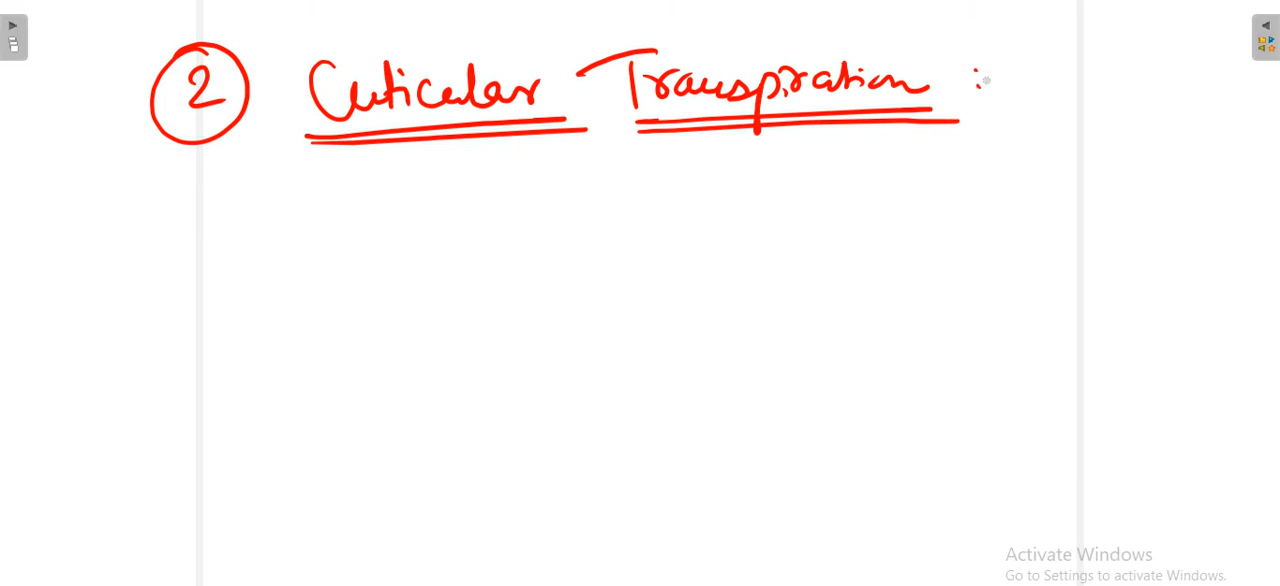 2 Cuticular Transpiration :
Activate Windows
Go to Settings to activate Windows.